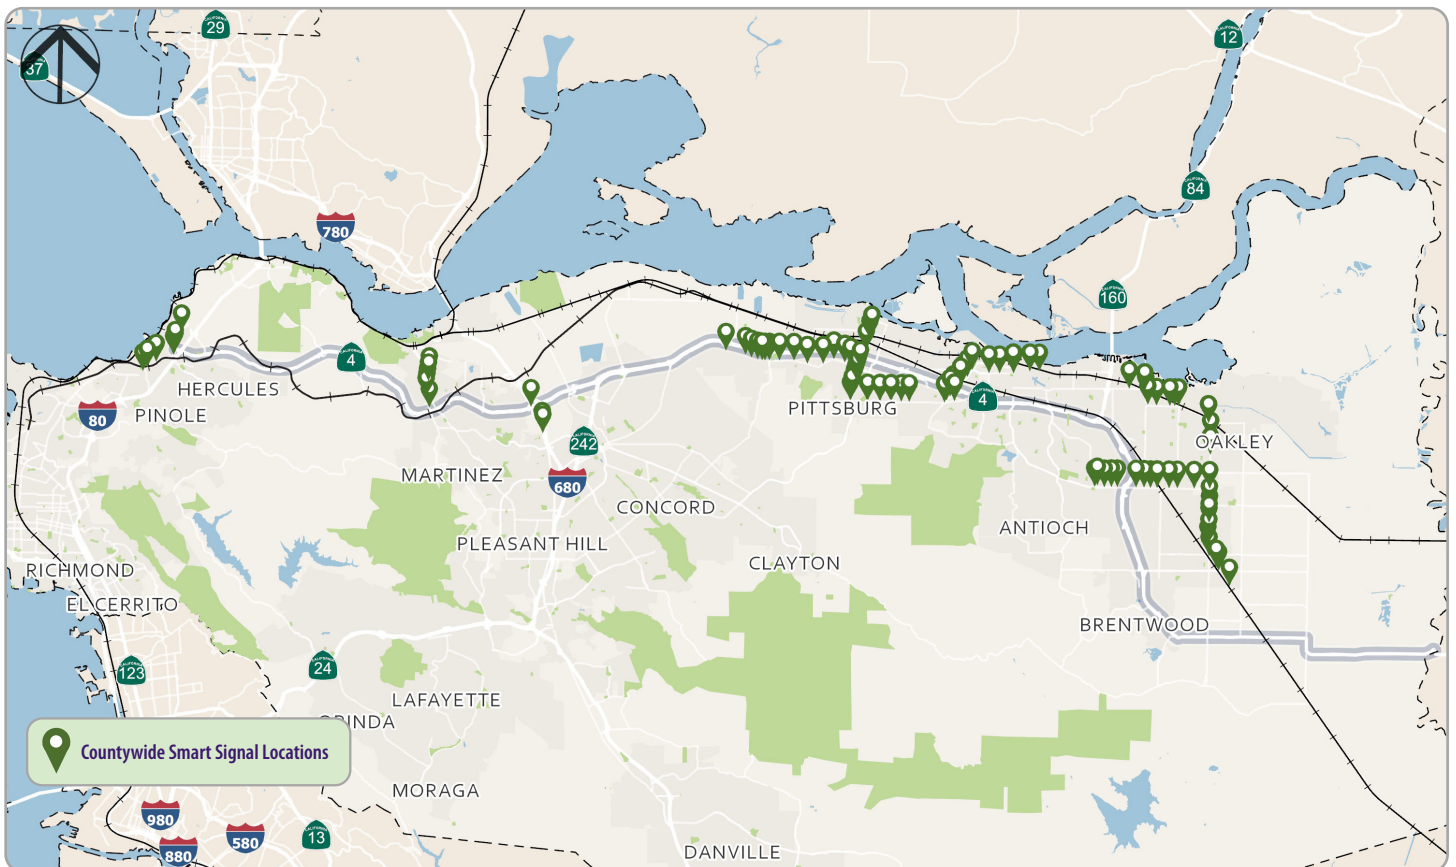 29
12
37
84
780
160
4
HERCULES
PINOLE
80
4
PITTSBURG
242
OAKLEY
MARTINEZ
680
CONCORD
ANTIOCH
PLEASANT HILL
CLAYTON
RICHMOND
EL CERRITO
BRENTWOOD
123
24
LAFAYETTE
ORINDA
Countywide Smart Signal Locations
MORAGA
980
580
13
880
DANVILLE